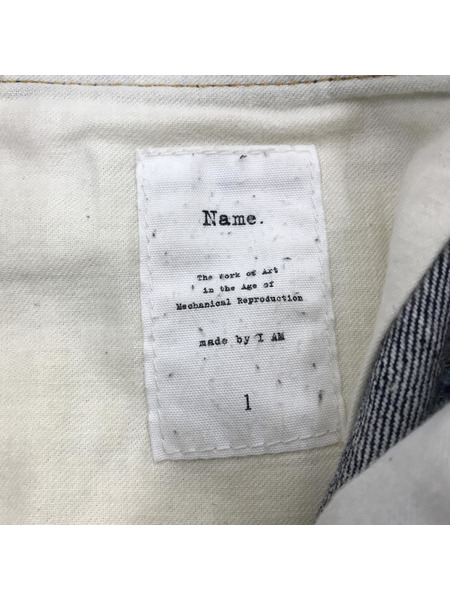 Name.
The Work of Art
in the Age of
Mechanical Reproduction
made by I AM
1